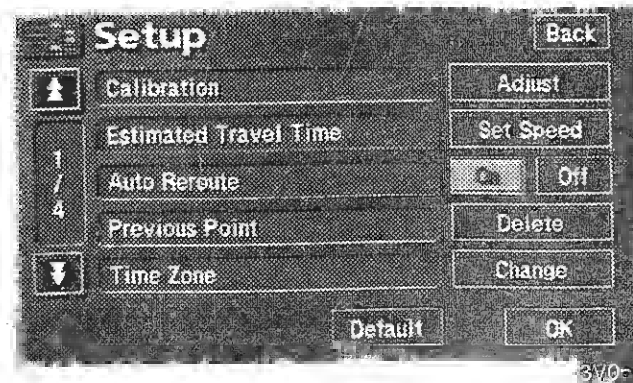 Setup Back
Calibration Adjust
Estimated Travel Time Set Speed
1/4
Auto Reroute On Off
Previous Point Delete
Time Zone Change
Default OK